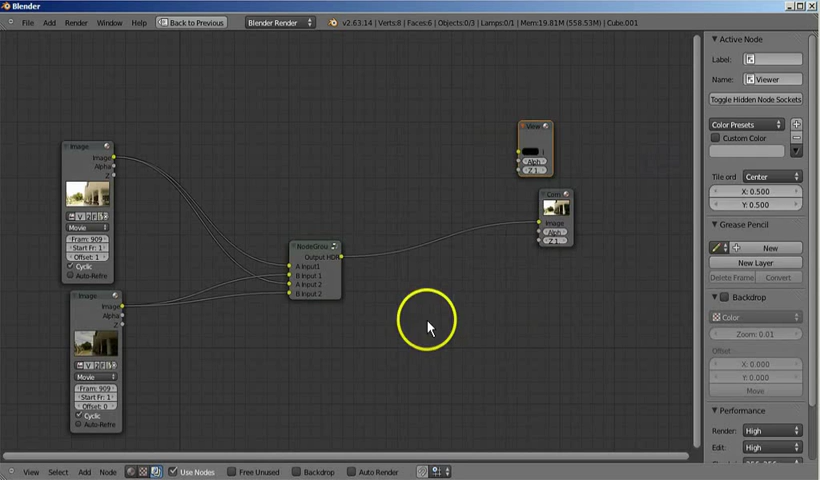 Blender
File Add Render Window Help Back to Previous Blender Render v2.63.14 | Verts:8 | Faces:6 | Objects:0/3 | Lamps:0/1 | Mem:19.81M (558.53M) | Cube.001
Image
Image
Alpha
Z
Movie
Fram: 909
Start Fr: 1
Offset: 1
Cyclic
Auto-Refre
Image
Image
Alpha
Z
Movie
Fram: 909
Start Fr: 1
Offset: 0
Cyclic
Auto-Refre
NodeGrou
Output HDR
A Input1
B Input 1
A Input 2
B Input 2
View
Alph
Z 1
Com
Image
Alph
Z 1
Active Node
Label:
Name: Viewer
Toggle Hidden Node Sockets
Color Presets
Custom Color
Tile ord Center
X: 0.500
Y: 0.500
Grease Pencil
New
New Layer
Delete Frame Convert
Backdrop
Color
Zoom: 0.01
Offset:
X: 0.000
Y: 0.000
Move
Performance
Render: High
Edit: High
View Select Add Node Use Nodes Free Unused Backdrop Auto Render